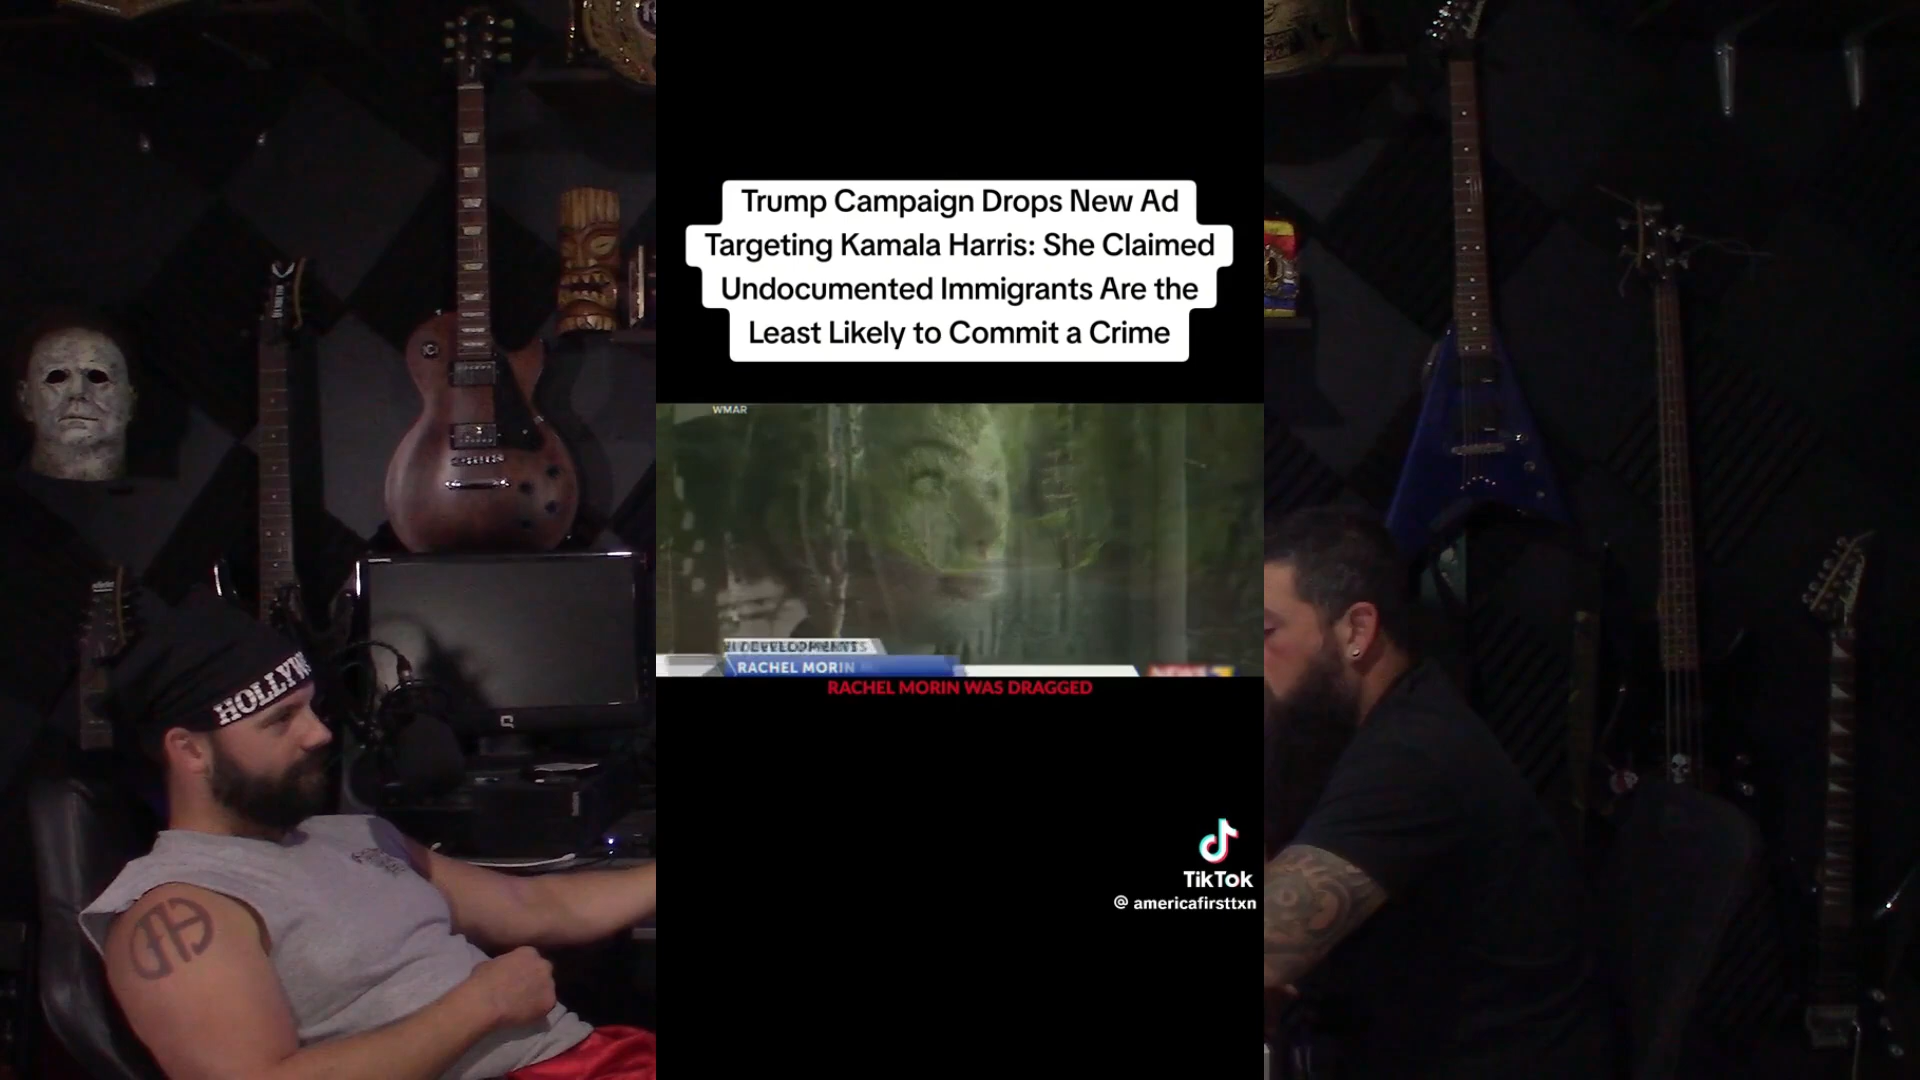 Trump Campaign Drops New Ad
Targeting Kamala Harris: She Claimed
Undocumented Immigrants Are the
Least Likely to Commit a Crime
WMAR
DEVELOPMENTS
RACHEL MORIN
RACHEL MORIN WAS DRAGGED
HOLLYW
TikTok
@ americafirsttxn